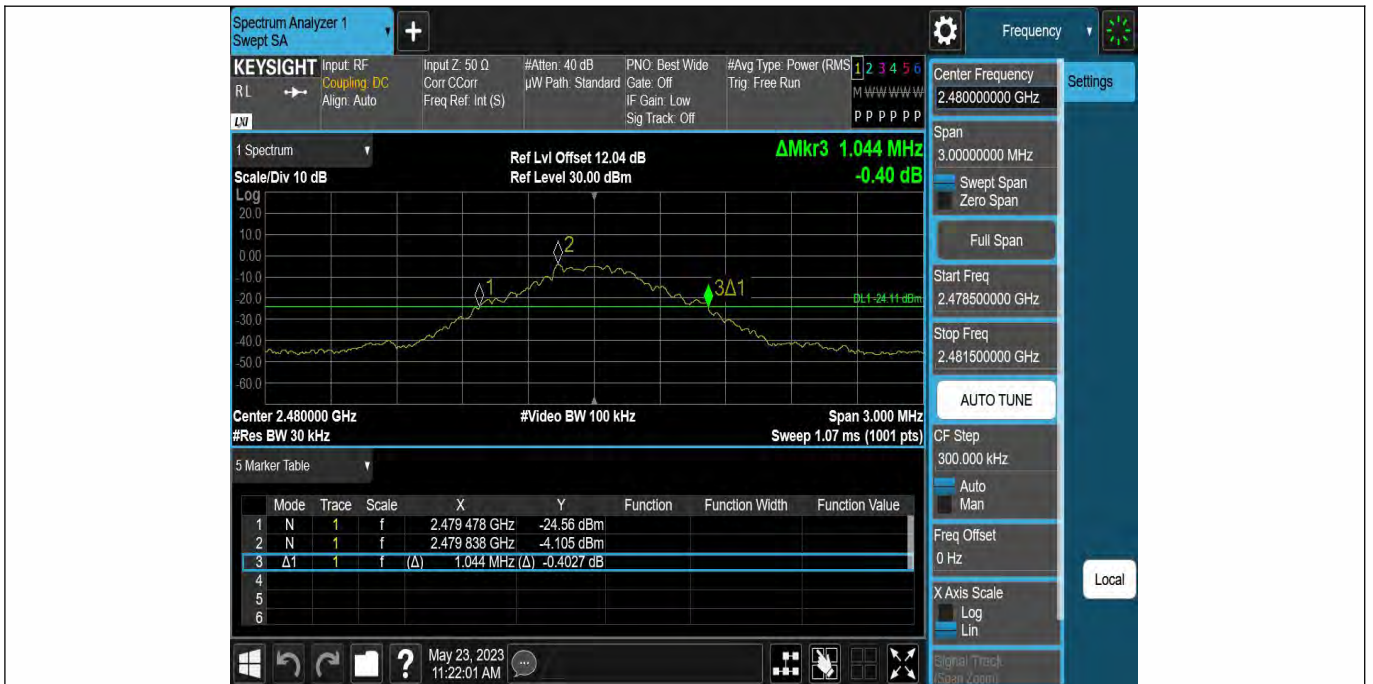 Spectrum Analyzer 1
Swept SA
+
Frequency
KEYSIGHT
RL
LXI
Input: RF
Coupling: DC
Align: Auto
Input Z: 50 Ω
Corr CCorr
Freq Ref: Int (S)
#Atten: 40 dB
µW Path: Standard
PNO: Best Wide
Gate: Off
IF Gain: Low
Sig Track: Off
#Avg Type: Power (RMS
Trig: Free Run
1 2 3 4 5 6
M W W W W W
P P P P P P
1 Spectrum
Scale/Div 10 dB
Ref Lvl Offset 12.04 dB
Ref Level 30.00 dBm
ΔMkr3 1.044 MHz
-0.40 dB
Log
20.0
10.0
0.00
-10.0
-20.0
-30.0
-40.0
-50.0
-60.0
1
2
3Δ1
DL1 -24.11 dBm
Center 2.480000 GHz
#Video BW 100 kHz
Span 3.000 MHz
#Res BW 30 kHz
Sweep 1.07 ms (1001 pts)
5 Marker Table
Mode Trace Scale X Y Function Function Width Function Value
1 N 1 f 2.479 478 GHz -24.56 dBm
2 N 1 f 2.479 838 GHz -4.105 dBm
3 Δ1 1 f (Δ) 1.044 MHz (Δ) -0.4027 dB
4
5
6
?
May 23, 2023
11:22:01 AM
Center Frequency
2.480000000 GHz
Settings
Span
3.00000000 MHz
Swept Span
Zero Span
Full Span
Start Freq
2.478500000 GHz
Stop Freq
2.481500000 GHz
AUTO TUNE
CF Step
300.000 kHz
Auto
Man
Freq Offset
0 Hz
Local
X Axis Scale
Log
Lin
Signal Track
(Span Zoom)